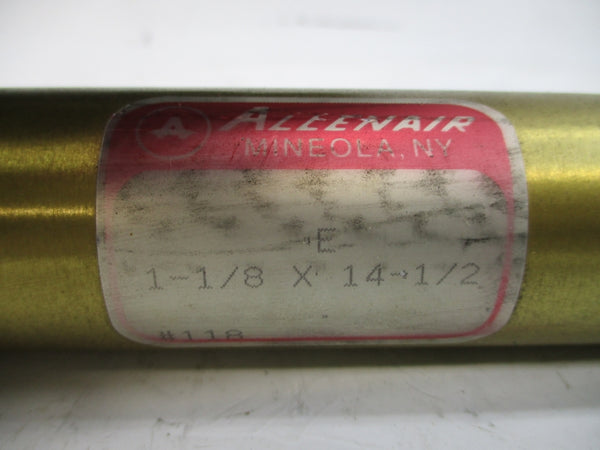 A ALLENAIR
MINEOLA, NY
E
1-1/8 X 14-1/2
#118